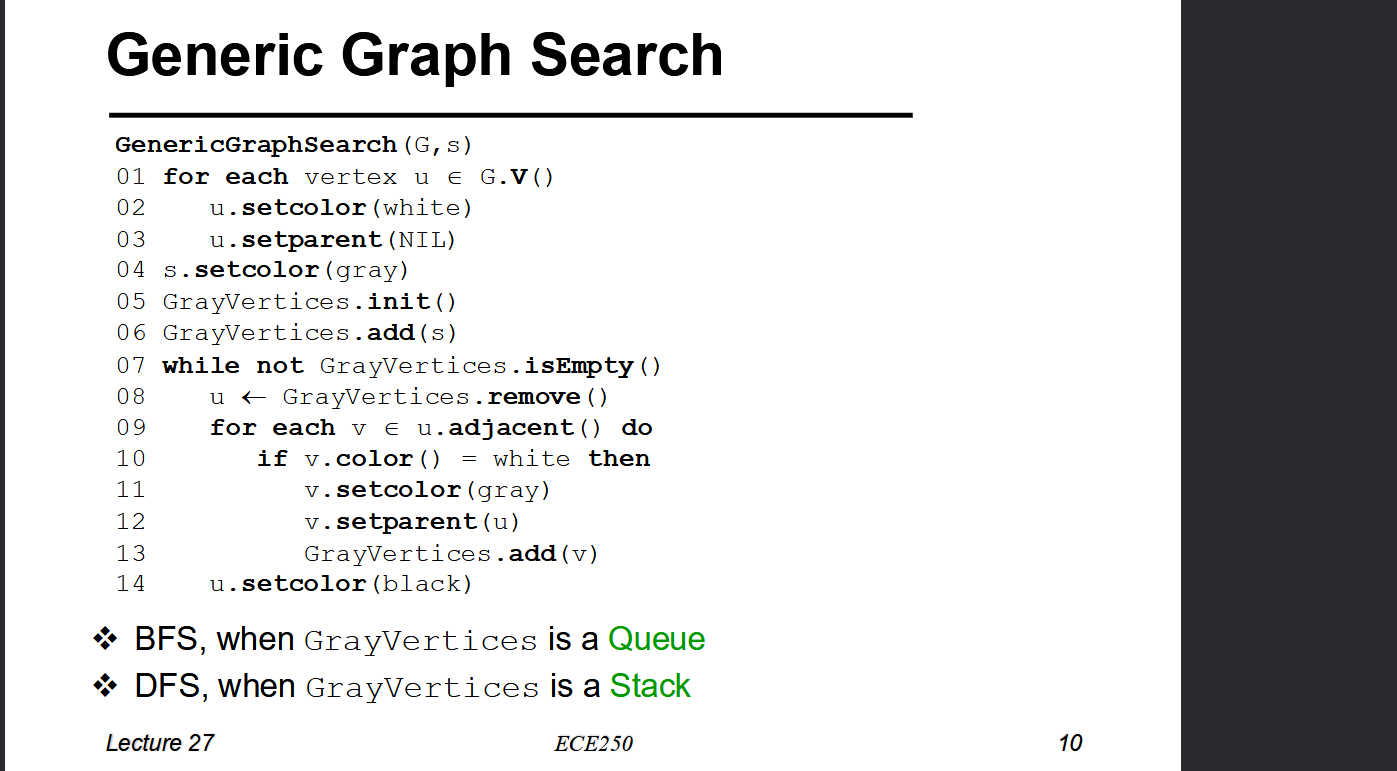 Generic Graph Search
GenericGraphSearch(G,s)
01 for each vertex u ∈ G.V()
02    u.setcolor(white)
03    u.setparent(NIL)
04 s.setcolor(gray)
05 GrayVertices.init()
06 GrayVertices.add(s)
07 while not GrayVertices.isEmpty()
08    u ← GrayVertices.remove()
09    for each v ∈ u.adjacent() do
10       if v.color() = white then
11          v.setcolor(gray)
12          v.setparent(u)
13          GrayVertices.add(v)
14    u.setcolor(black)
❖ BFS, when GrayVertices is a Queue
❖ DFS, when GrayVertices is a Stack
Lecture 27 ECE250 10